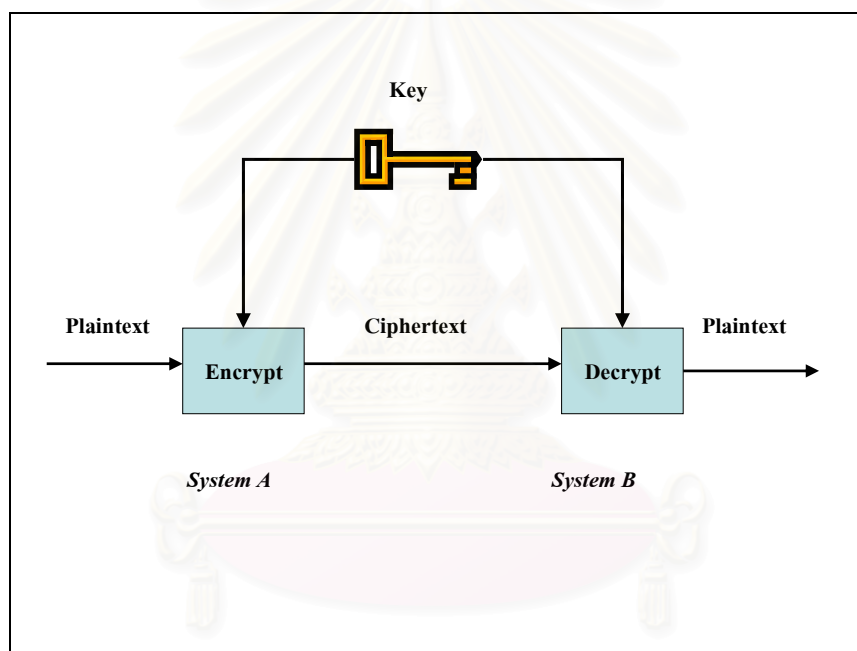 Key
Plaintext
Ciphertext
Plaintext
Encrypt
Decrypt
System A
System B